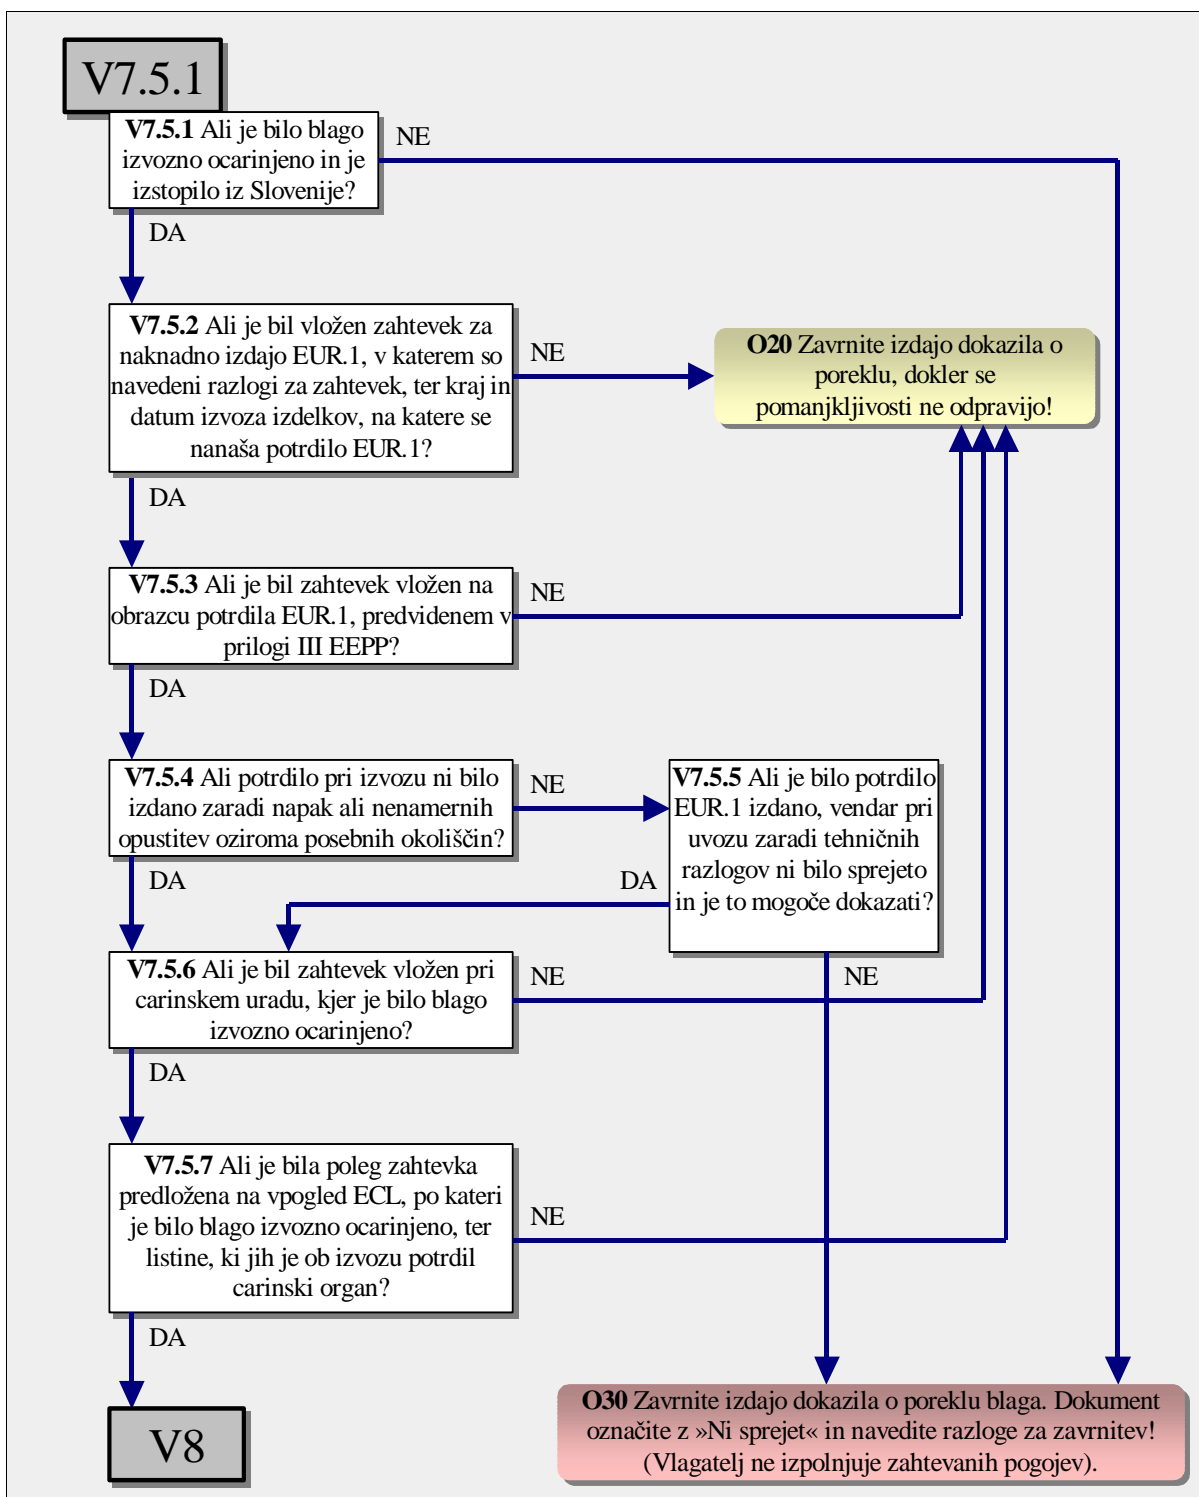 V7.5.1
V7.5.1 Ali je bilo blago
izvozno ocarinjeno in je
izstopilo iz Slovenije?
NE
DA
V7.5.2 Ali je bil vložen zahtevek za
naknadno izdajo EUR.1, v katerem so
navedeni razlogi za zahtevek, ter kraj in
datum izvoza izdelkov, na katere se
nanaša potrdilo EUR.1?
NE
O20 Zavrnite izdajo dokazila o
poreklu, dokler se
pomanjkljivosti ne odpravijo!
DA
V7.5.3 Ali je bil zahtevek vložen na
obrazcu potrdila EUR.1, predvidenem v
prilogi III EEPP?
NE
DA
V7.5.4 Ali potrdilo pri izvozu ni bilo
izdano zaradi napak ali nenamernih
opustitev oziroma posebnih okoliščin?
NE
V7.5.5 Ali je bilo potrdilo
EUR.1 izdano, vendar pri
uvozu zaradi tehničnih
razlogov ni bilo sprejeto
in je to mogoče dokazati?
DA
DA
NE
V7.5.6 Ali je bil zahtevek vložen pri
carinskem uradu, kjer je bilo blago
izvozno ocarinjeno?
NE
DA
V7.5.7 Ali je bila poleg zahtevka
predložena na vpogled ECL, po kateri
je bilo blago izvozno ocarinjeno, ter
listine, ki jih je ob izvozu potrdil
carinski organ?
NE
DA
V8
O30 Zavrnite izdajo dokazila o poreklu blaga. Dokument
označite z »Ni sprejet« in navedite razloge za zavrnitev!
(Vlagatelj ne izpolnjuje zahtevanih pogojev).